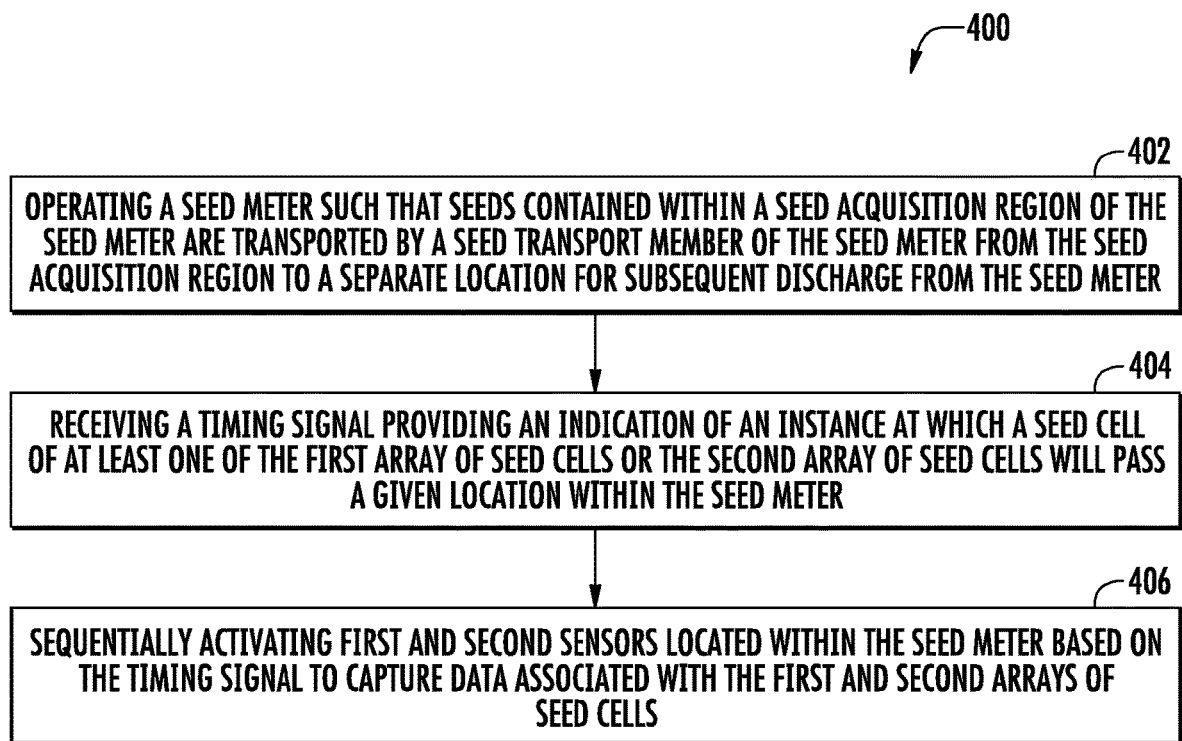 400
402
OPERATING A SEED METER SUCH THAT SEEDS CONTAINED WITHIN A SEED ACQUISITION REGION OF THE
SEED METER ARE TRANSPORTED BY A SEED TRANSPORT MEMBER OF THE SEED METER FROM THE SEED
ACQUISITION REGION TO A SEPARATE LOCATION FOR SUBSEQUENT DISCHARGE FROM THE SEED METER
404
RECEIVING A TIMING SIGNAL PROVIDING AN INDICATION OF AN INSTANCE AT WHICH A SEED CELL
OF AT LEAST ONE OF THE FIRST ARRAY OF SEED CELLS OR THE SECOND ARRAY OF SEED CELLS WILL PASS
A GIVEN LOCATION WITHIN THE SEED METER
406
SEQUENTIALLY ACTIVATING FIRST AND SECOND SENSORS LOCATED WITHIN THE SEED METER BASED ON
THE TIMING SIGNAL TO CAPTURE DATA ASSOCIATED WITH THE FIRST AND SECOND ARRAYS OF
SEED CELLS